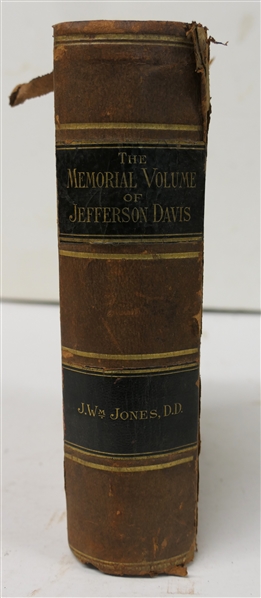 THE
MEMORIAL VOLUME
OF
JEFFERSON DAVIS
J. Wm JONES, D.D.